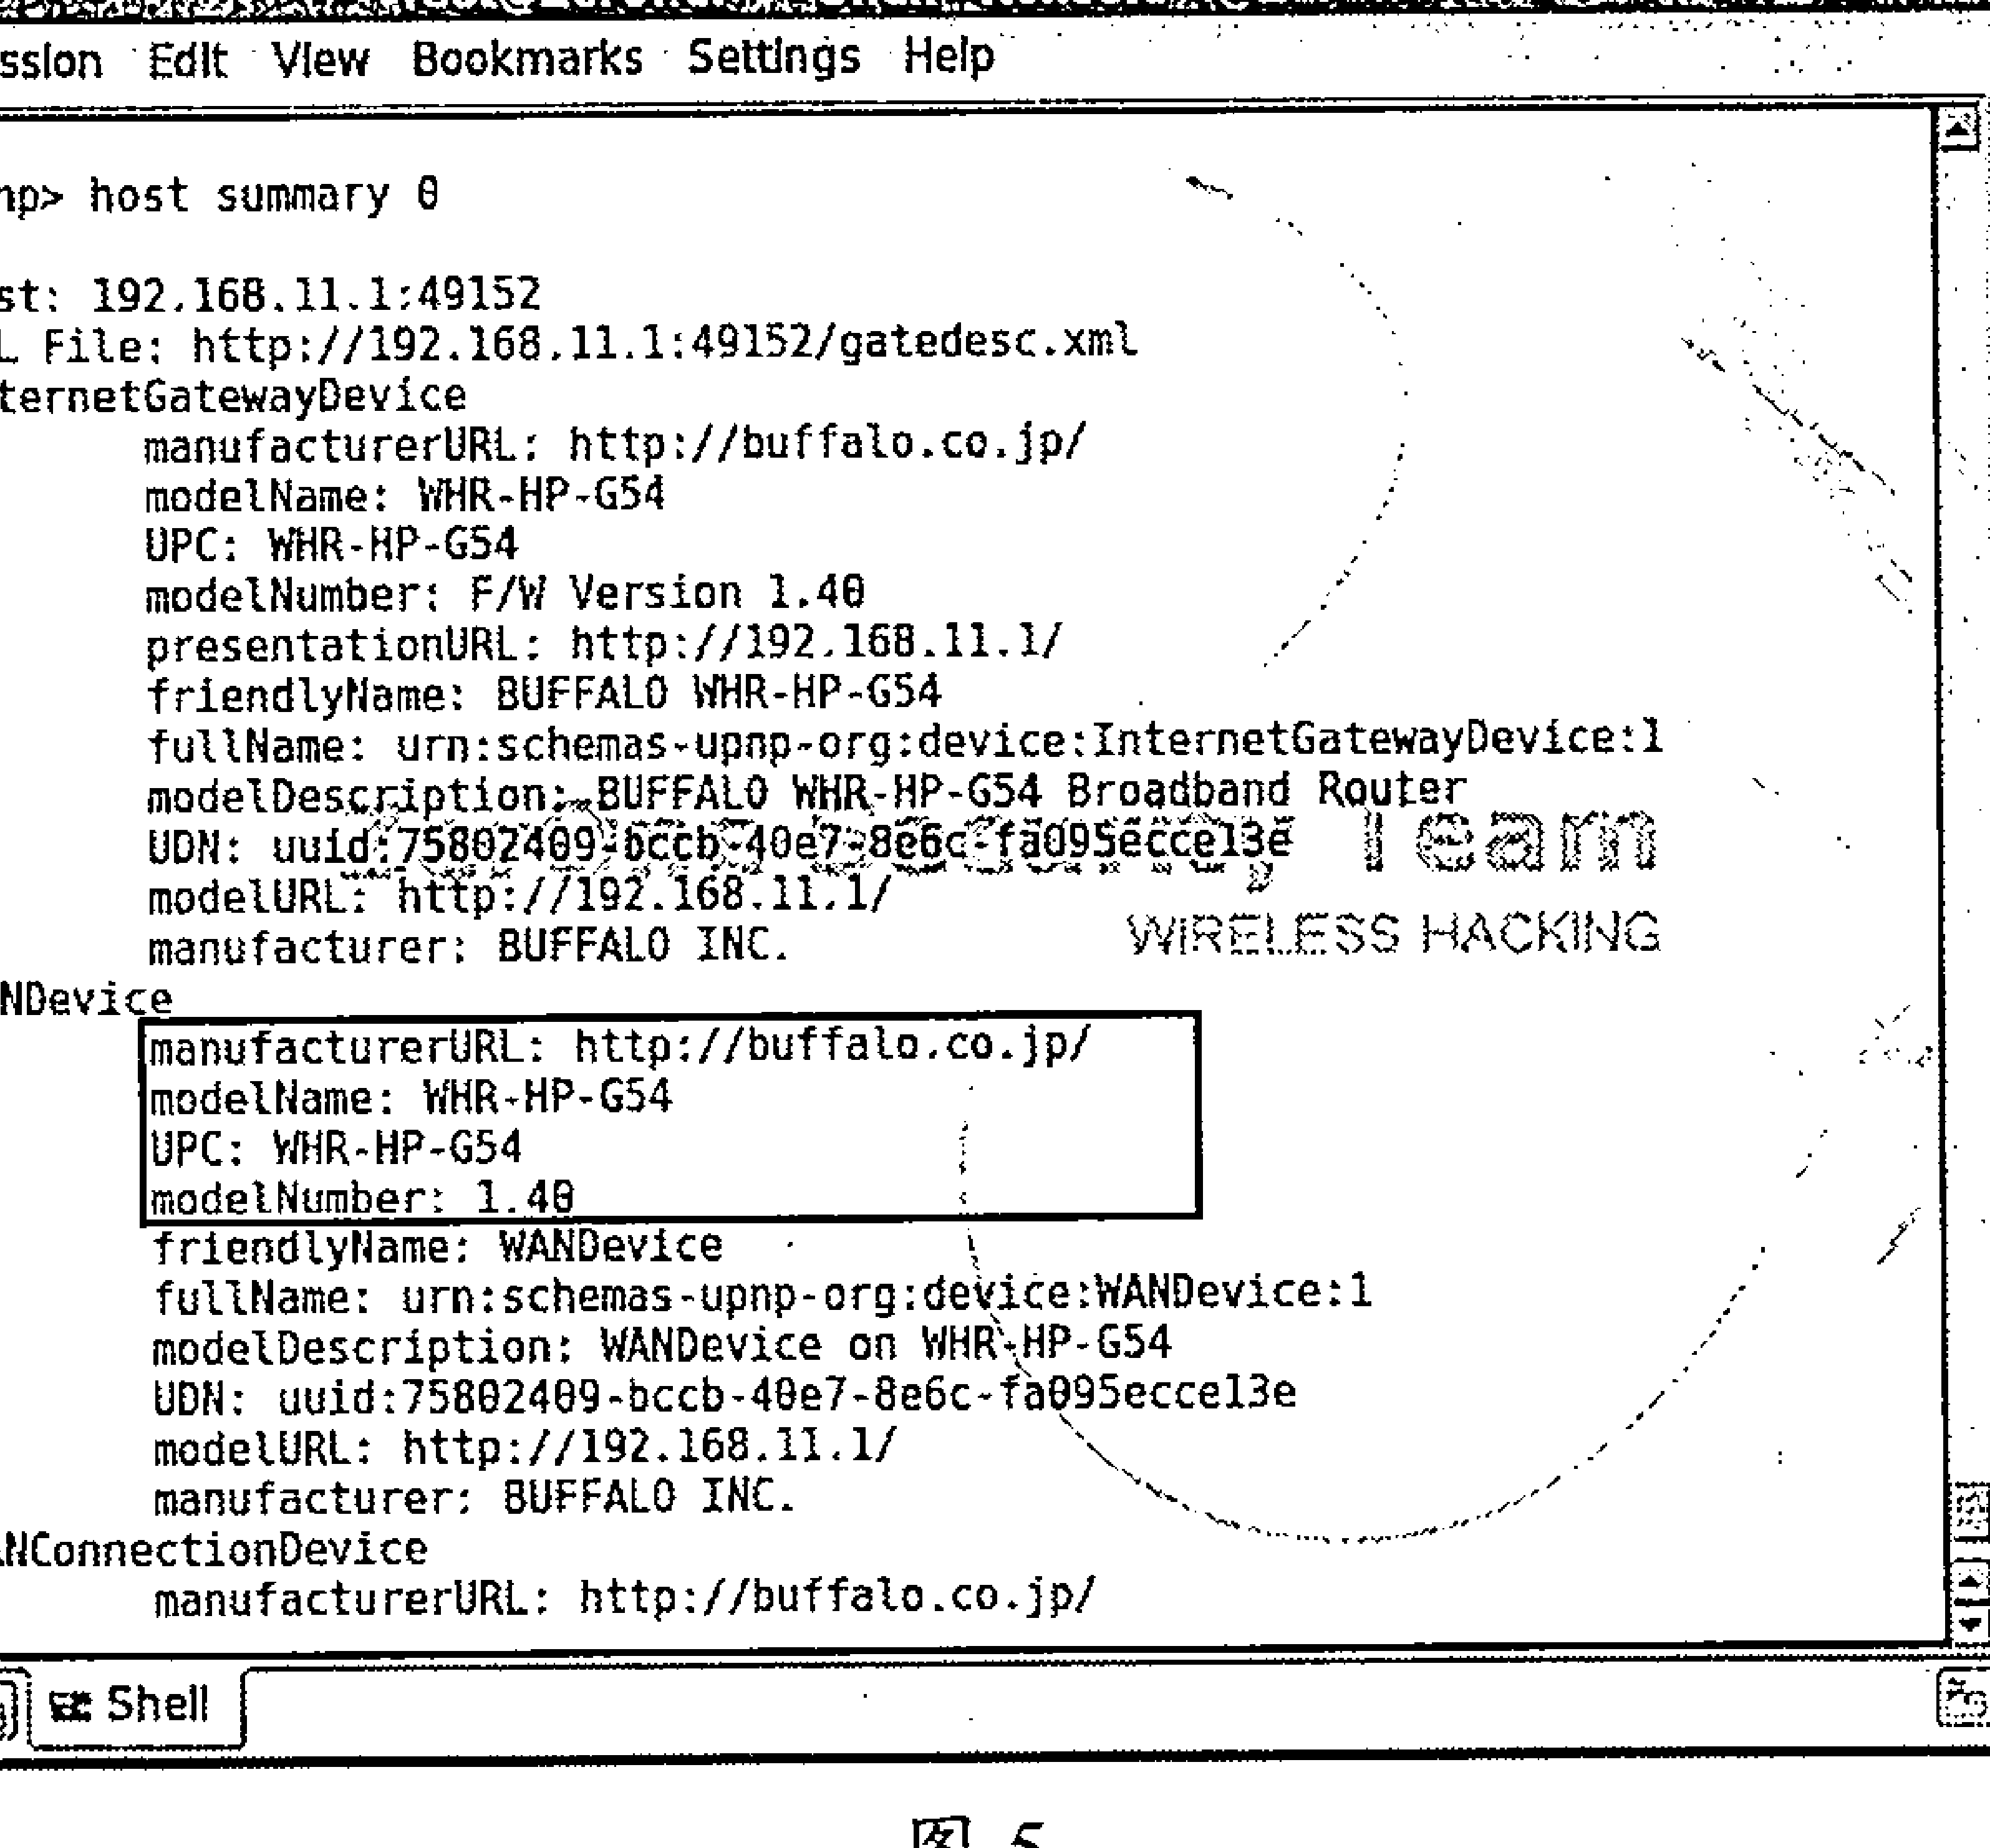 ssion Edit View Bookmarks Settings Help
np> host summary 0
st: 192.168.11.1:49152
L File: http://192.168.11.1:49152/gatedesc.xml
ternetGatewayDevice
manufacturerURL: http://buffalo.co.jp/
modelName: WHR-HP-G54
UPC: WHR-HP-G54
modelNumber: F/W Version 1.40
presentationURL: http://192.168.11.1/
friendlyName: BUFFALO WHR-HP-G54
fullName: urn:schemas-upnp-org:device:InternetGatewayDevice:1
modelDescription: BUFFALO WHR-HP-G54 Broadband Router
UDN: uuid:75802409-bccb-40e7-8e6c-fa095ecce13e
Team
modelURL: http://192.168.11.1/
WIRELESS HACKING
manufacturer: BUFFALO INC.
NDevice
manufacturerURL: http://buffalo.co.jp/
modelName: WHR-HP-G54
UPC: WHR-HP-G54
modelNumber: 1.40
friendlyName: WANDevice
fullName: urn:schemas-upnp-org:device:WANDevice:1
modelDescription: WANDevice on WHR-HP-G54
UDN: uuid:75802409-bccb-40e7-8e6c-fa095ecce13e
modelURL: http://192.168.11.1/
manufacturer: BUFFALO INC.
NConnectionDevice
manufacturerURL: http://buffalo.co.jp/
Shell
图 5